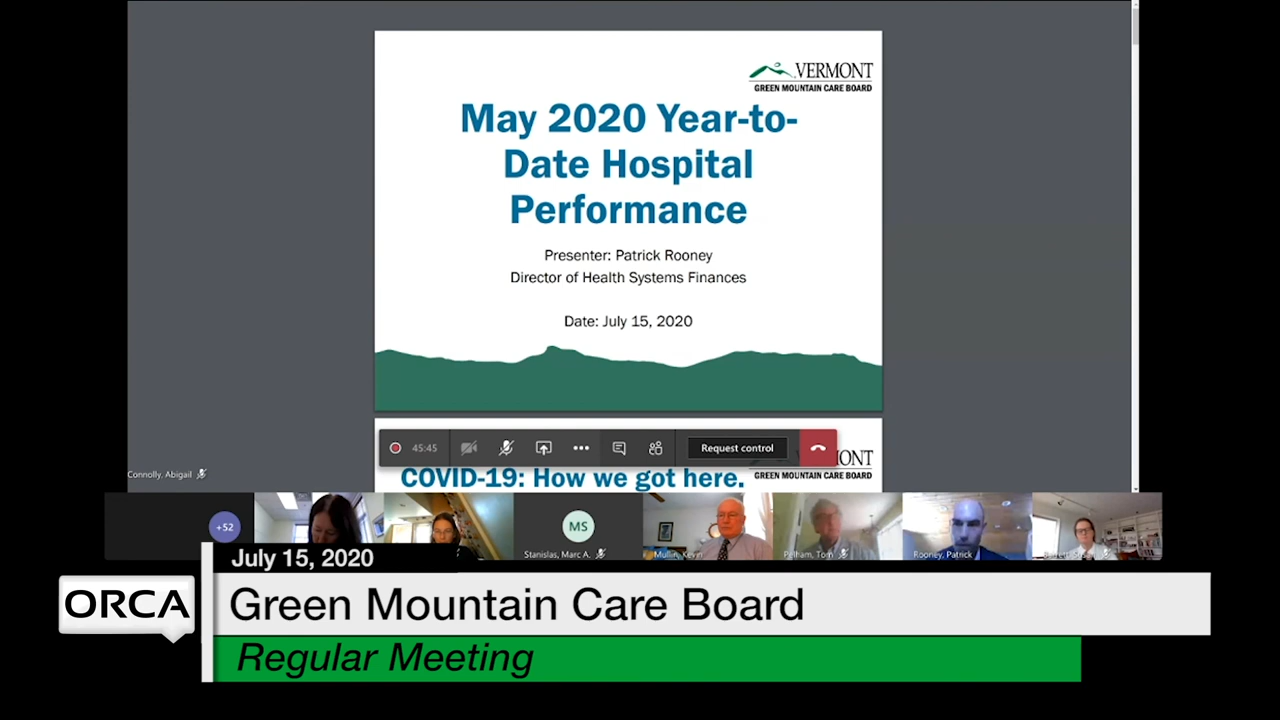 VERMONT
GREEN MOUNTAIN CARE BOARD
May 2020 Year-to-
Date Hospital
Performance
Presenter: Patrick Rooney
Director of Health Systems Finances
Date: July 15, 2020
45:45
Request control
COVID-19: How we got here.
GREEN MOUNTAIN CARE BOARD
Connolly, Abigail
+52
MS
Stanislas, Marc A.
Mullin, Kevin
Pelham, Tom
Rooney, Patrick
July 15, 2020
ORCA
Green Mountain Care Board
Regular Meeting